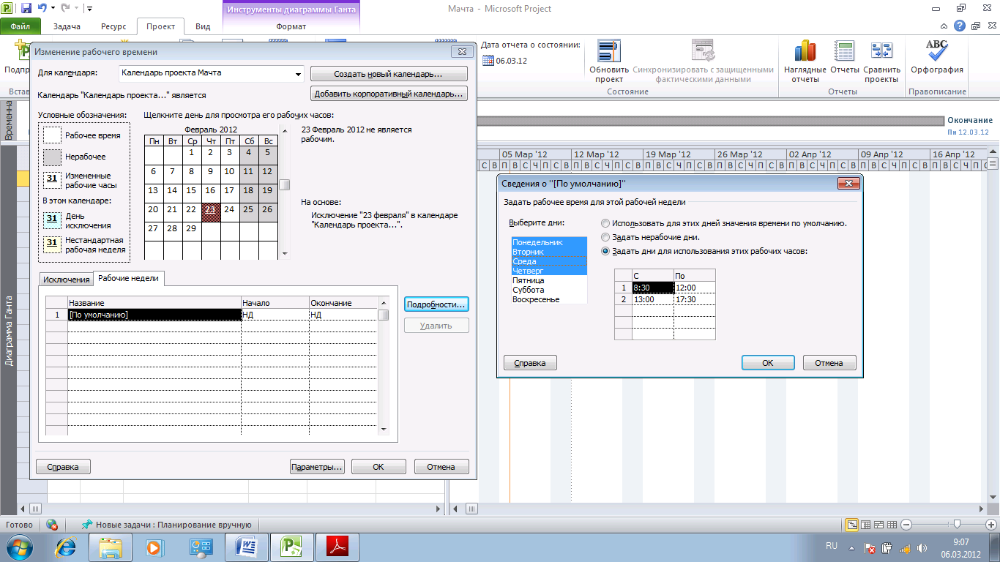 Инструменты диаграммы Ганта
Мачта - Microsoft Project
Файл
Задача
Ресурс
Проект
Вид
Формат
Подпр
Встав
Дата отчета о состоянии:
06.03.12
Обновить проект
Синхронизировать с защищенными фактическими данными
Состояние
Наглядные отчеты
Отчеты
Сравнить проекты
Отчеты
ABC
Орфография
Правописание
Временна
Окончание
Пн 12.03.12
Диаграмма Ганта
05 Мар '12
12 Мар '12
19 Мар '12
26 Мар '12
02 Апр '12
09 Апр '12
16 Апр '12
С В П В С Ч П С В П В С Ч П С В П В С Ч П С В П В С Ч П С В П В С Ч П С В П В С Ч П С В П В С Ч П
Изменение рабочего времени
Для календаря:
Календарь проекта Мачта
Создать новый календарь...
Календарь "Календарь проекта..." является
Добавить корпоративный календарь...
Условные обозначения:
Рабочее время
Нерабочее
31 Измененные рабочие часы
В этом календаре:
31 День исключения
31 Нестандартная рабочая неделя
Щелкните день для просмотра его рабочих часов:
Февраль 2012
Пн Вт Ср Чт Пт Сб Вс
1 2 3 4 5
6 7 8 9 10 11 12
13 14 15 16 17 18 19
20 21 22 23 24 25 26
27 28 29
23 Февраль 2012 не является
рабочим.
На основе:
Исключение "23 февраля" в календаре
"Календарь проекта...".
Исключения
Рабочие недели
Название Начало Окончание
1 [По умолчанию] НД НД
Подробности...
Удалить
Справка
Параметры...
ОК
Отмена
Сведения о "[По умолчанию]"
Задать рабочее время для этой рабочей недели
Выберите дни:
Понедельник
Вторник
Среда
Четверг
Пятница
Суббота
Воскресенье
Использовать для этих дней значения времени по умолчанию.
Задать нерабочие дни.
Задать дни для использования этих рабочих часов:
С По
1 8:30 12:00
2 13:00 17:30
Справка
ОК
Отмена
Готово
Новые задачи : Планирование вручную
RU
9:07
06.03.2012